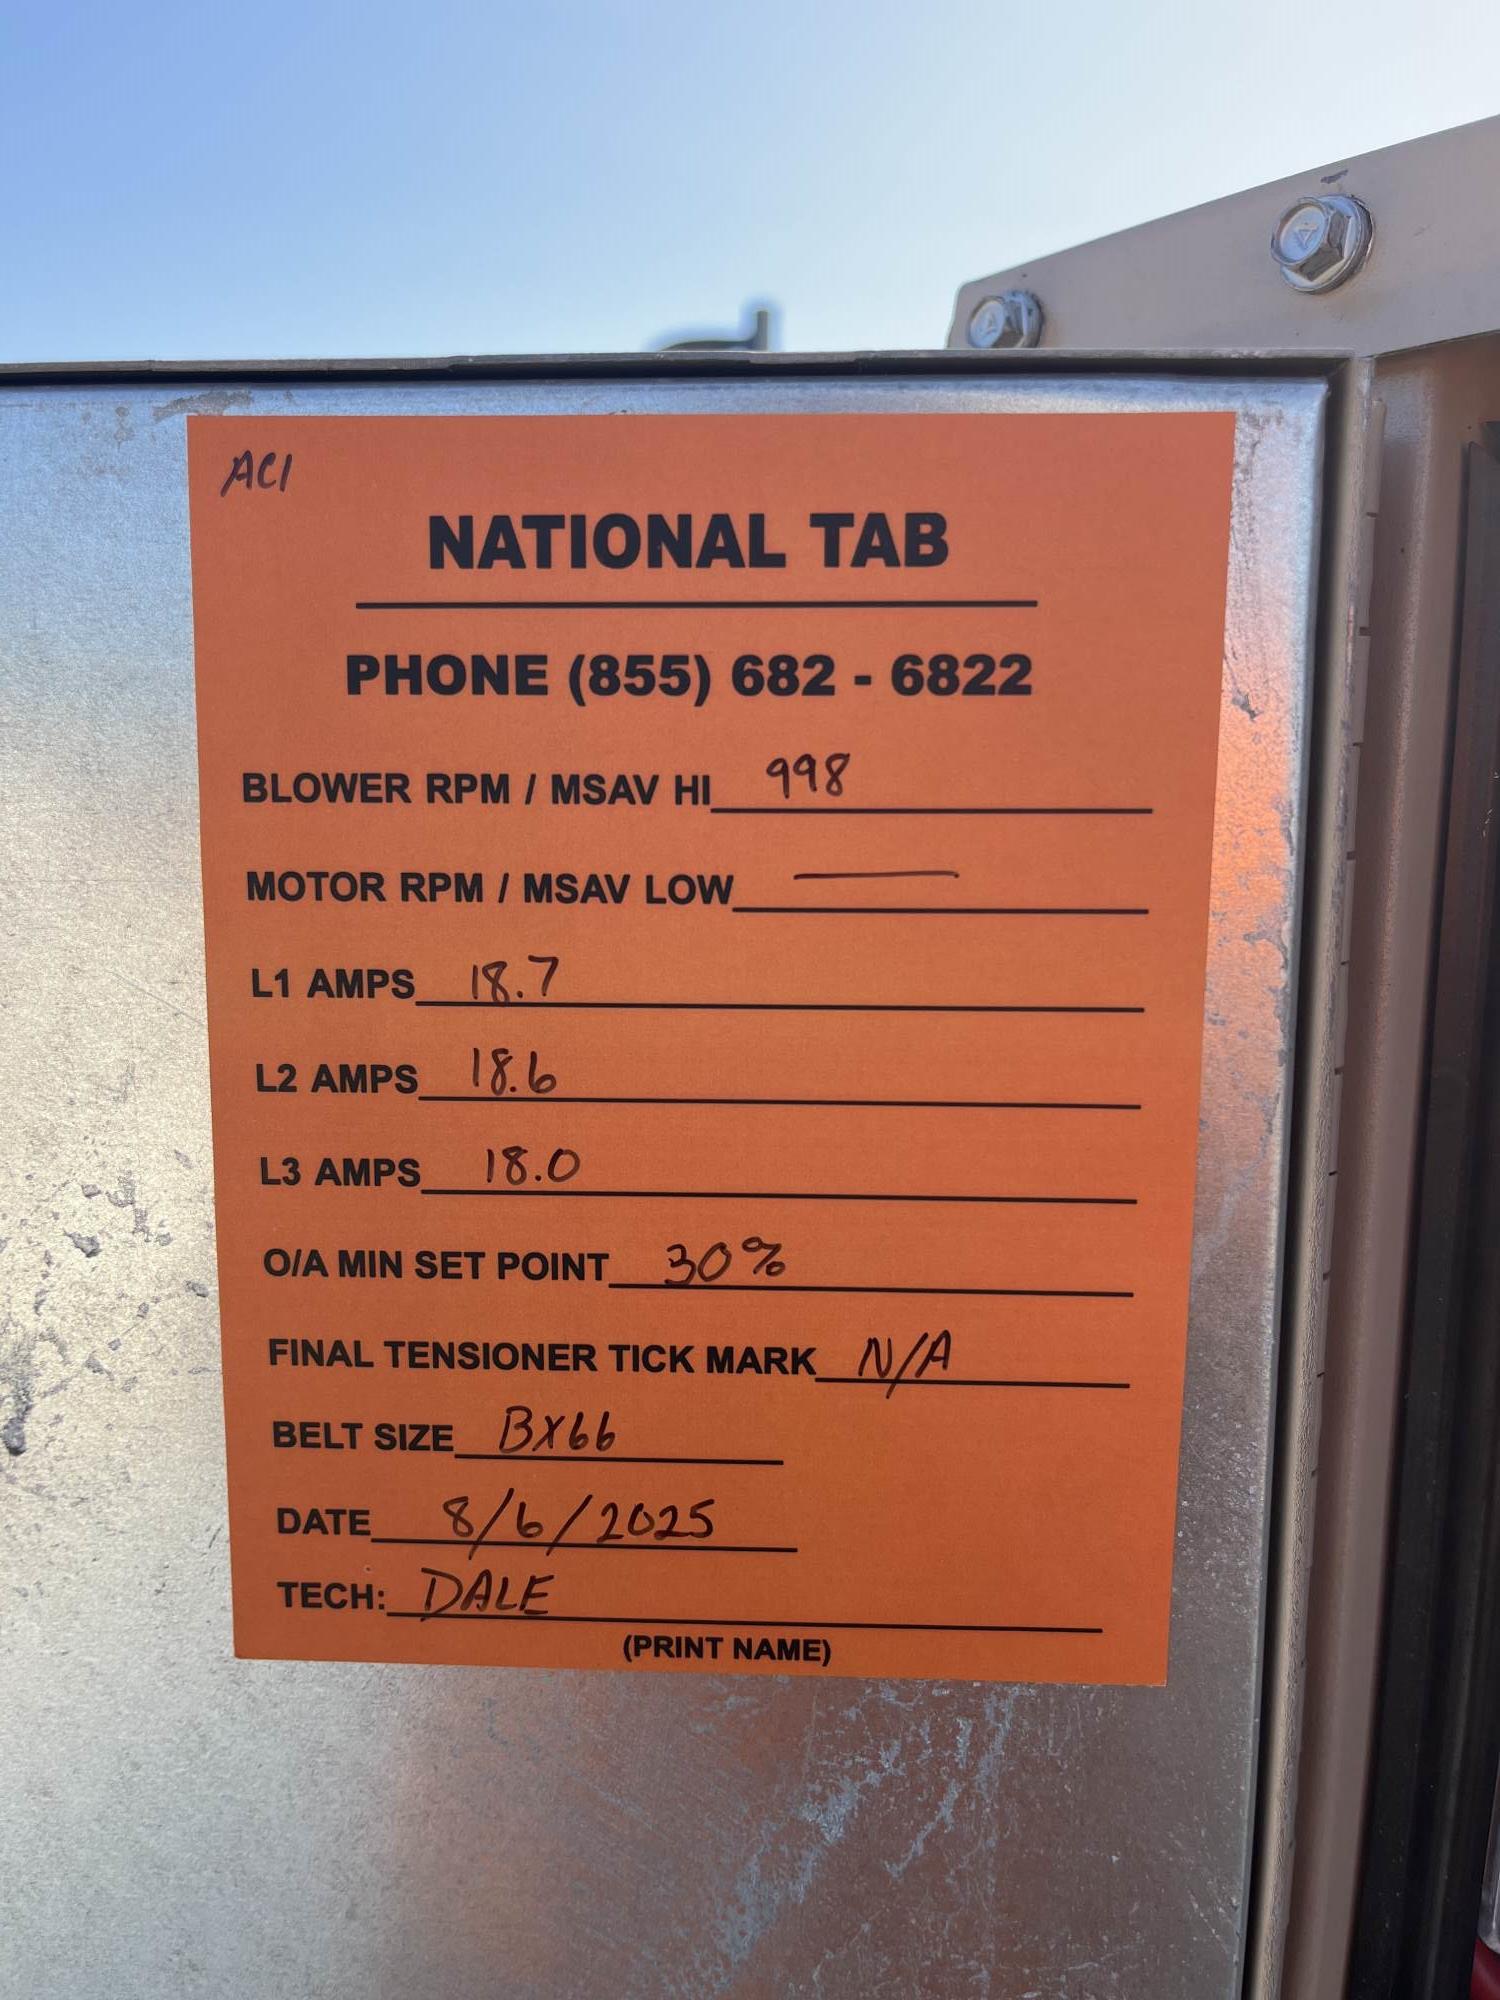 AC1
NATIONAL TAB
PHONE (855) 682 - 6822
BLOWER RPM / MSAV HI 998
MOTOR RPM / MSAV LOW —
L1 AMPS 18.7
L2 AMPS 18.6
L3 AMPS 18.0
O/A MIN SET POINT 30%
FINAL TENSIONER TICK MARK N/A
BELT SIZE BX66
DATE 8/6/2025
TECH: DALE
(PRINT NAME)